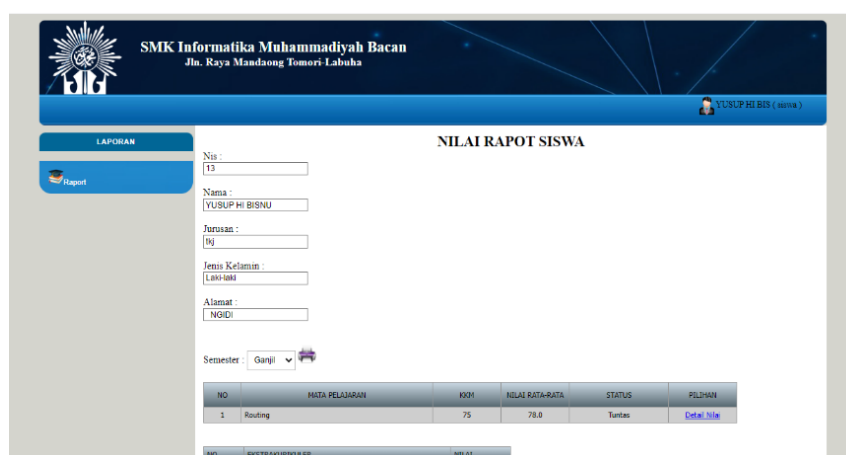 SMK Informatika Muhammadiyah Bacan
Jln. Raya Mandaong Tomori-Labuha
YUSUP HI BIS ( siswa )
LAPORAN
Raport
NILAI RAPOT SISWA
Nis :
13
Nama :
YUSUP HI BISNU
Jurusan :
tkj
Jenis Kelamin :
Laki-laki
Alamat :
NGIDI
Semester : Ganjil
NO MATA PELAJARAN KKM NILAI RATA-RATA STATUS PILIHAN
1 Routing 75 78.0 Tuntas Detail Nilai
NO EKSTRAKURIKULER NILAI